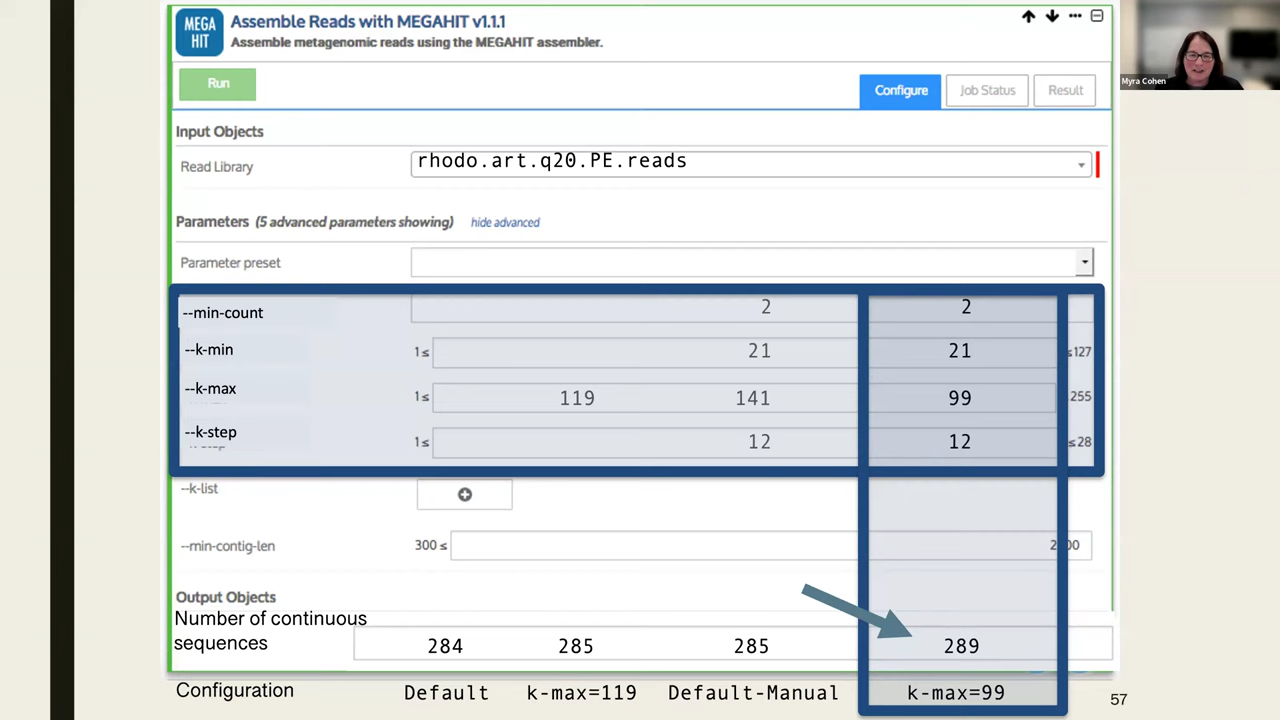 MEGA
HIT
Assemble Reads with MEGAHIT v1.1.1
Assemble metagenomic reads using the MEGAHIT assembler.
Myra Cohen
Run
Configure Job Status Result
Input Objects
Read Library rhodo.art.q20.PE.reads
Parameters (5 advanced parameters showing) hide advanced
Parameter preset
--min-count 2 2
--k-min 1 ≤ 21 21 ≤127
--k-max 1 ≤ 119 141 99 255
--k-step 1 ≤ 12 12 ≤ 28
--k-list
--min-contig-len 300 ≤ 2 00
Output Objects
Number of continuous
sequences 284 285 285 289
Configuration Default k-max=119 Default-Manual k-max=99
57